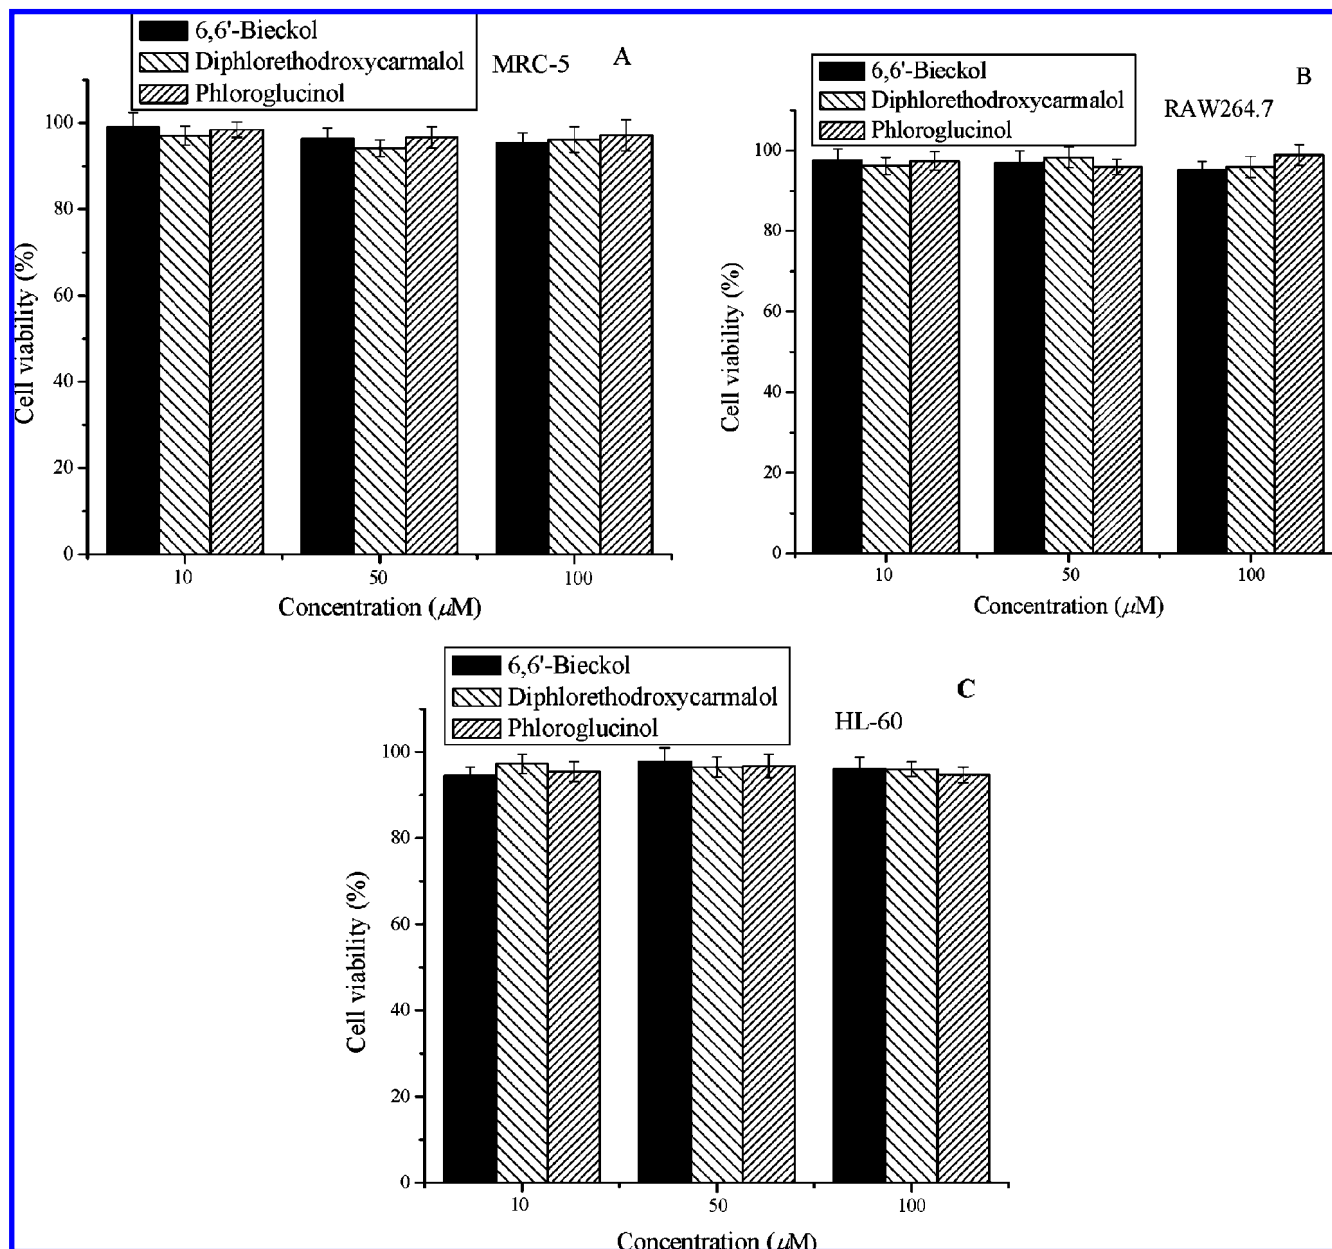 6,6'-Bieckol
Diphlorethodroxycarmalol
Phloroglucinol
MRC-5
A
100
80
60
40
20
0
Cell viability (%)
10
50
100
Concentration (μM)
6,6'-Bieckol
Diphlorethodroxycarmalol
Phloroglucinol
RAW264.7
B
100
80
60
40
20
0
Cell viability (%)
10
50
100
Concentration (μM)
6,6'-Bieckol
Diphlorethodroxycarmalol
Phloroglucinol
HL-60
C
100
80
60
40
20
0
Cell viability (%)
10
50
100
Concentration (μM)